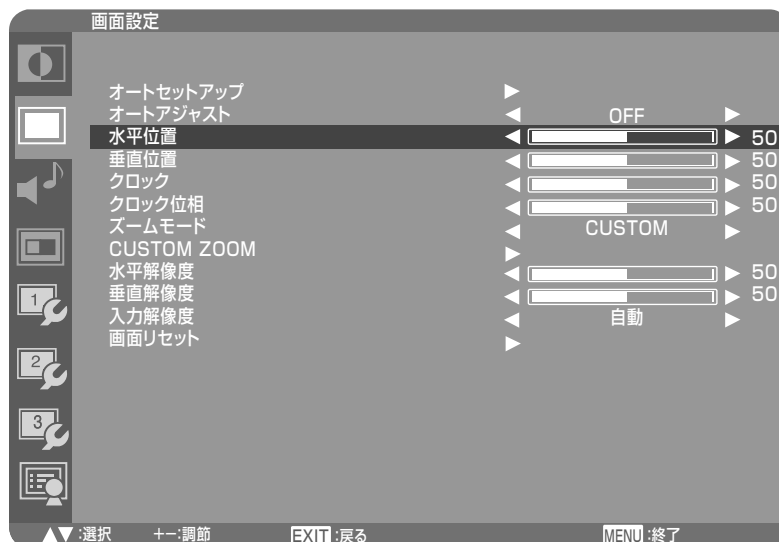 画面設定
オートセットアップ
オートアジャスト OFF
水平位置 50
垂直位置 50
クロック 50
クロック位相 50
ズームモード CUSTOM
CUSTOM ZOOM
水平解像度 50
垂直解像度 50
入力解像度 自動
画面リセット
1
2
3
:選択 +−:調節 EXIT :戻る MENU :終了